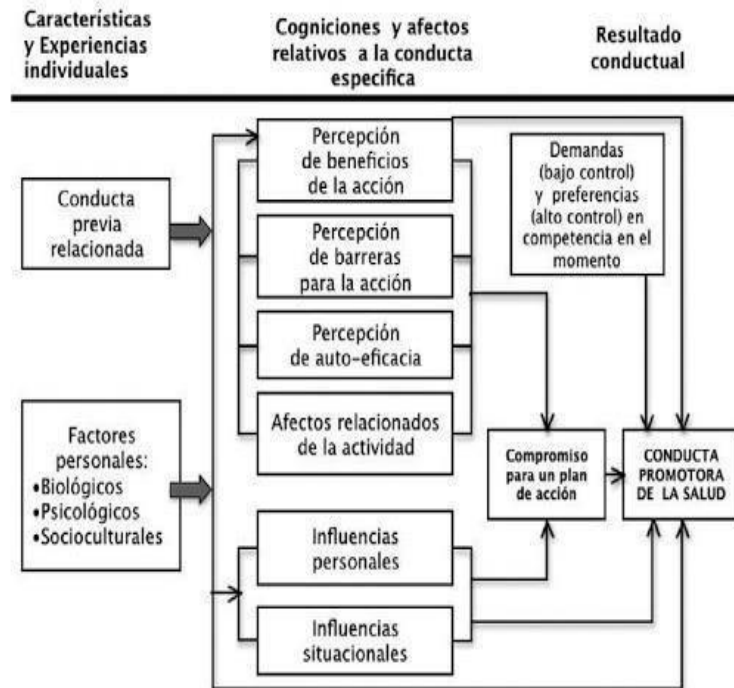 Características
y Experiencias
individuales
Cogniciones y afectos
relativos a la conducta
especifica
Resultado
conductual
Conducta
previa
relacionada
Factores
personales:
•Biológicos
•Psicológicos
•Socioculturales
Percepción
de beneficios
de la acción
Percepción
de barreras
para la acción
Percepción
de auto-eficacia
Afectos relacionados
de la actividad
Influencias
personales
Influencias
situacionales
Demandas
(bajo control)
y preferencias
(alto control) en
competencia en el
momento
Compromiso
para un plan
de acción
CONDUCTA
PROMOTORA
DE LA SALUD